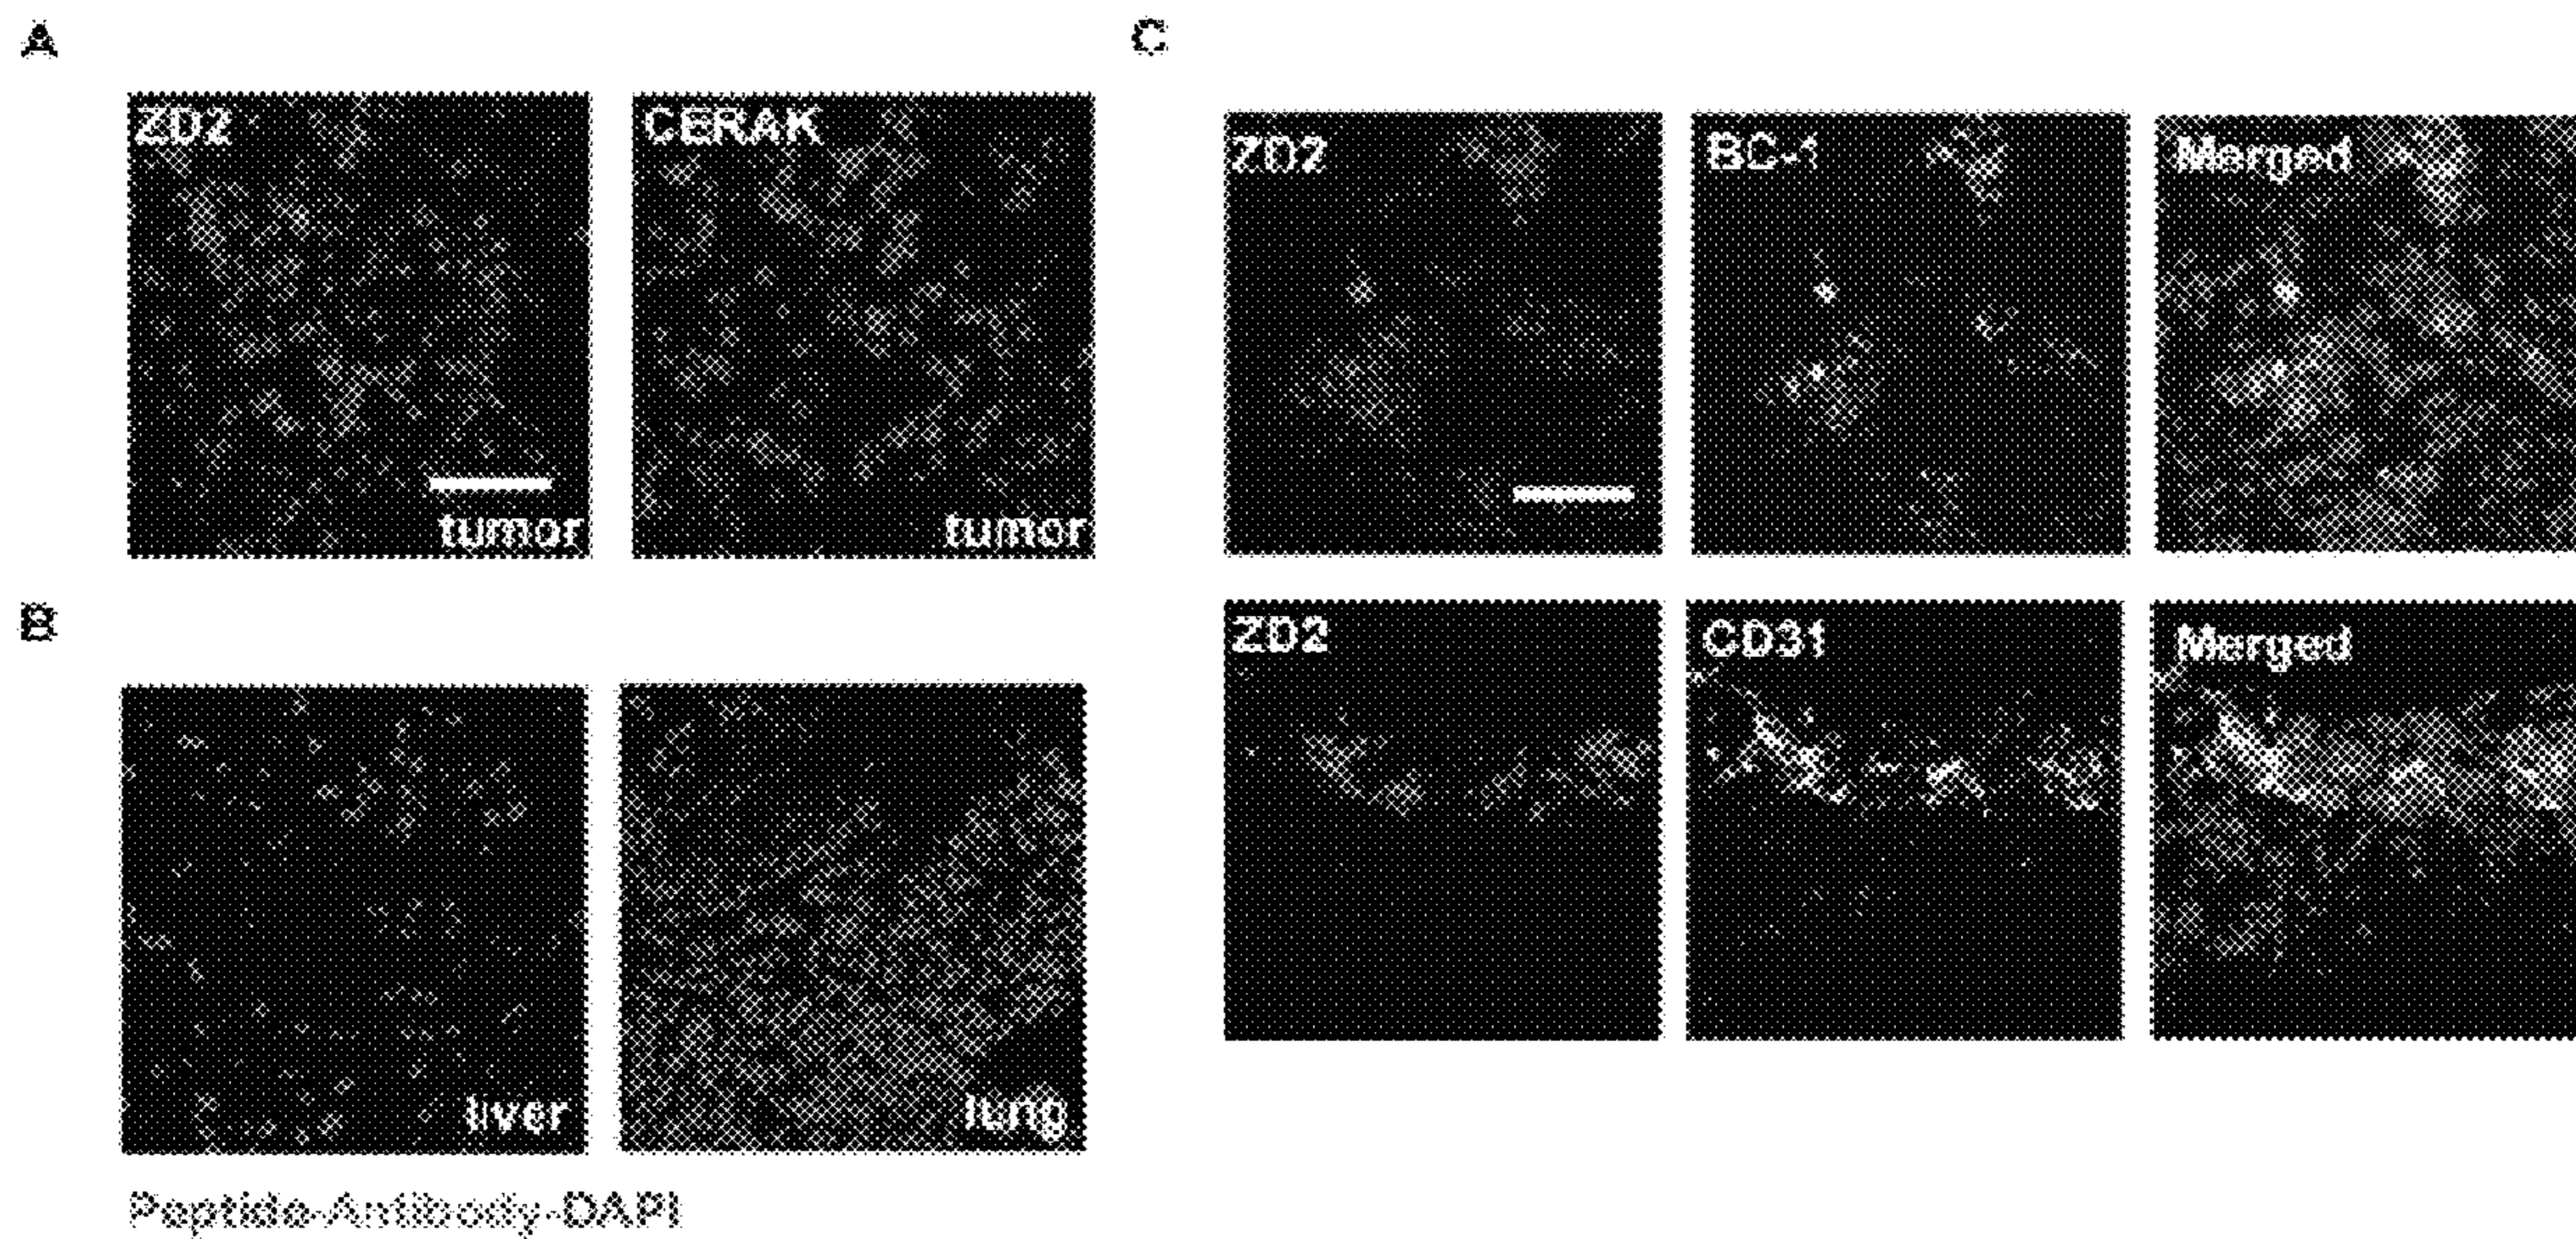 A
ZD2
CERAK
tumor
tumor
B
liver
lung
Peptide-Antibody-DAPI
C
ZD2
BC-1
Merged
ZD2
CD31
Merged